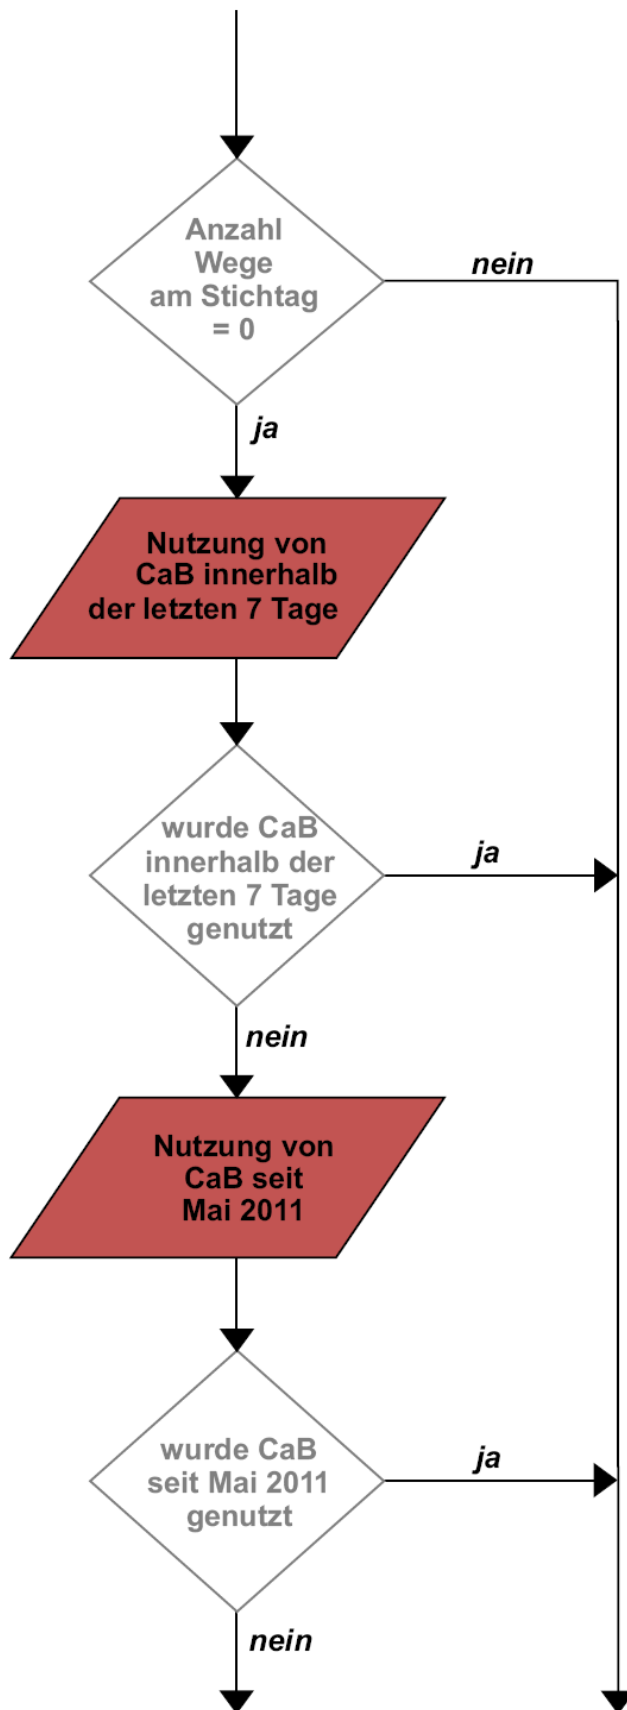 Anzahl
Wege
am Stichtag
= 0
nein
ja
Nutzung von
CaB innerhalb
der letzten 7 Tage
wurde CaB
innerhalb der
letzten 7 Tage
genutzt
ja
nein
Nutzung von
CaB seit
Mai 2011
wurde CaB
seit Mai 2011
genutzt
ja
nein